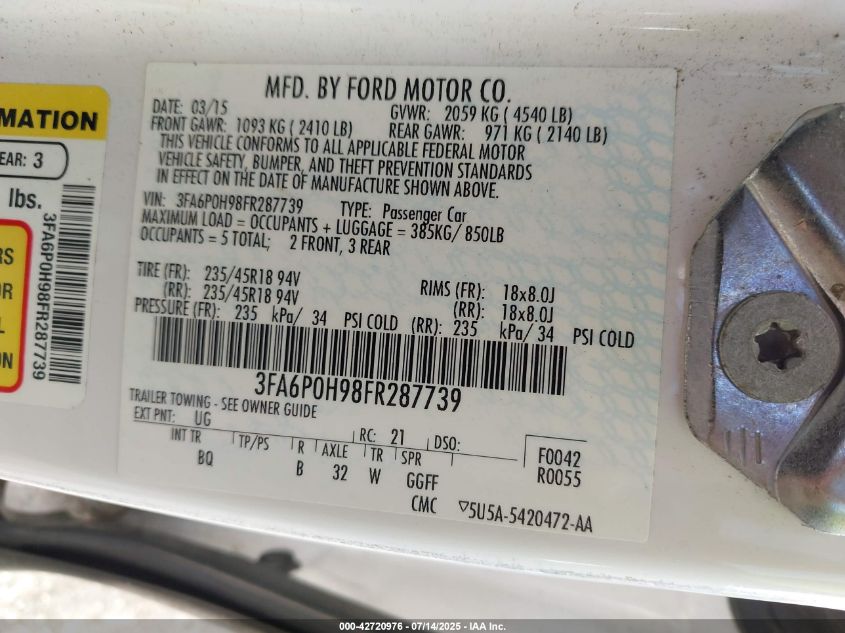 MFD. BY FORD MOTOR CO.
DATE: 03/15
GVWR: 2059 KG ( 4540 LB)
FRONT GAWR: 1093 KG ( 2410 LB)
REAR GAWR: 971 KG ( 2140 LB)
THIS VEHICLE CONFORMS TO ALL APPLICABLE FEDERAL MOTOR
VEHICLE SAFETY, BUMPER, AND THEFT PREVENTION STANDARDS
IN EFFECT ON THE DATE OF MANUFACTURE SHOWN ABOVE.
VIN: 3FA6P0H98FR287739 TYPE: Passenger Car
MAXIMUM LOAD = OCCUPANTS + LUGGAGE = 385KG/ 850LB
OCCUPANTS = 5 TOTAL; 2 FRONT, 3 REAR
TIRE (FR): 235/45R18 94V RIMS (FR): 18x8.0J
(RR): 235/45R18 94V (RR): 18x8.0J
PRESSURE (FR): 235 kPa/ 34 PSI COLD (RR): 235 kPa/ 34 PSI COLD
3FA6P0H98FR287739
TRAILER TOWING - SEE OWNER GUIDE
EXT PNT: UG RC: 21 DSO: F0042
INT TR TP/PS R AXLE TR SPR R0055
BQ B 32 W GGFF
CMC ▽5U5A-5420472-AA
MATION
EAR: 3
lbs.
3FA6P0H98FR287739
RS
OR
L
ON
000-42720976 - 07/14/2025 - IAA Inc.